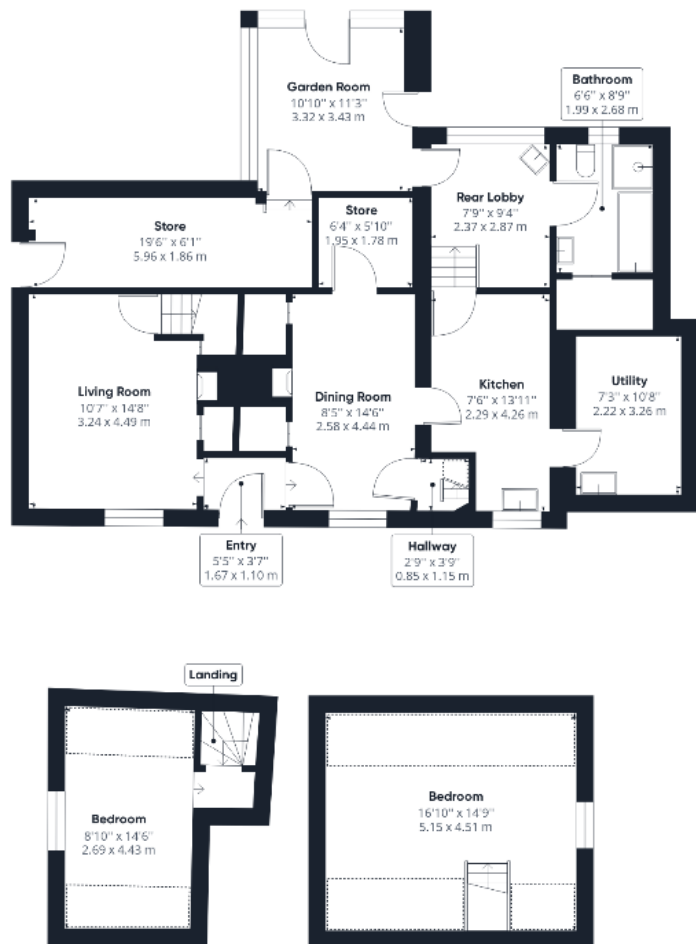 Garden Room
10'10" x 11'3"
3.32 x 3.43 m
Bathroom
6'6" x 8'9"
1.99 x 2.68 m
Store
19'6" x 6'1"
5.96 x 1.86 m
Store
6'4" x 5'10"
1.95 x 1.78 m
Rear Lobby
7'9" x 9'4"
2.37 x 2.87 m
Living Room
10'7" x 14'8"
3.24 x 4.49 m
Dining Room
8'5" x 14'6"
2.58 x 4.44 m
Kitchen
7'6" x 13'11"
2.29 x 4.26 m
Utility
7'3" x 10'8"
2.22 x 3.26 m
Entry
5'5" x 3'7"
1.67 x 1.10 m
Hallway
2'9" x 3'9"
0.85 x 1.15 m
Landing
Bedroom
8'10" x 14'6"
2.69 x 4.43 m
Bedroom
16'10" x 14'9"
5.15 x 4.51 m